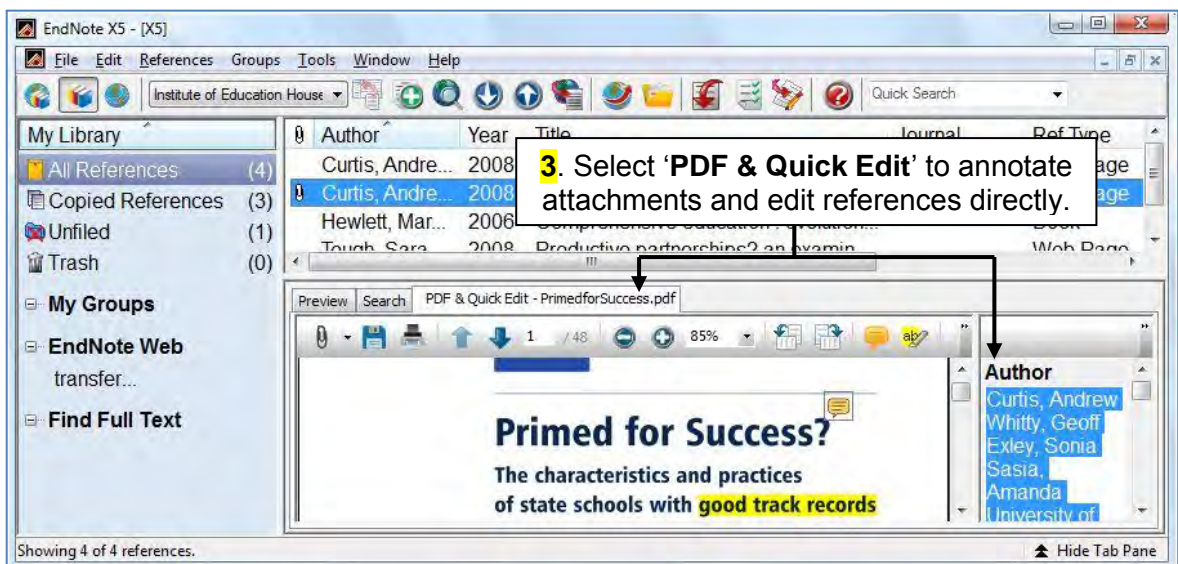 EndNote X5 - [X5]
File Edit References Groups Tools Window Help
Institute of Education House
Quick Search
My Library
All References (4)
Copied References (3)
Unfiled (1)
Trash (0)
My Groups
EndNote Web
transfer...
Find Full Text
Author Year Title Journal Ref Type
Curtis, Andre... 2008
Curtis, Andre... 2008
Hewlett, Mar... 2006
Tough, Sara 2008 Productive partnerships? an examin... Web Page
3. Select ‘PDF & Quick Edit’ to annotate
attachments and edit references directly.
Preview Search PDF & Quick Edit - PrimedforSuccess.pdf
1 / 48 85%
Primed for Success?
The characteristics and practices
of state schools with good track records
Author
Curtis, Andrew
Whitty, Geoff
Exley, Sonia
Sasia,
Amanda
University of
Showing 4 of 4 references.
Hide Tab Pane